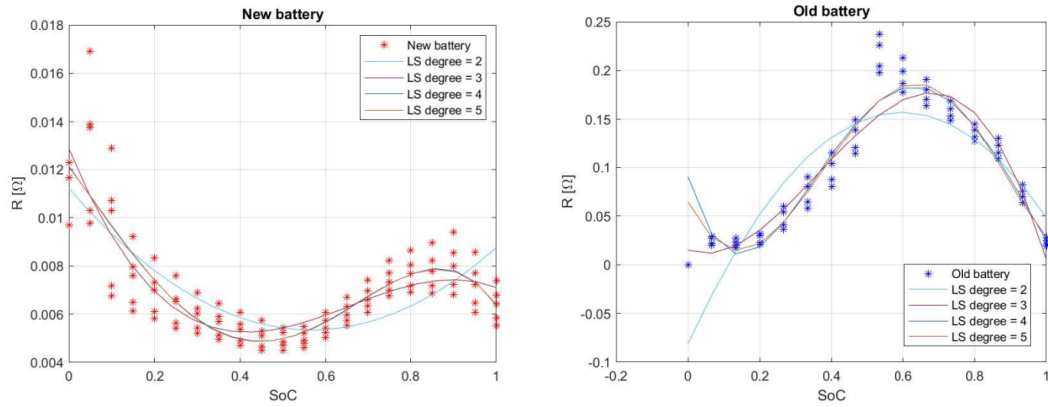 New battery
0.018
0.016
0.014
0.012
0.01
0.008
0.006
0.004
R [Ω]
0
0.2
0.4
0.6
0.8
1
SoC
New battery
LS degree = 2
LS degree = 3
LS degree = 4
LS degree = 5
Old battery
0.25
0.2
0.15
0.1
0.05
0
-0.05
-0.1
R [Ω]
-0.2
0
0.2
0.4
0.6
0.8
1
SoC
Old battery
LS degree = 2
LS degree = 3
LS degree = 4
LS degree = 5